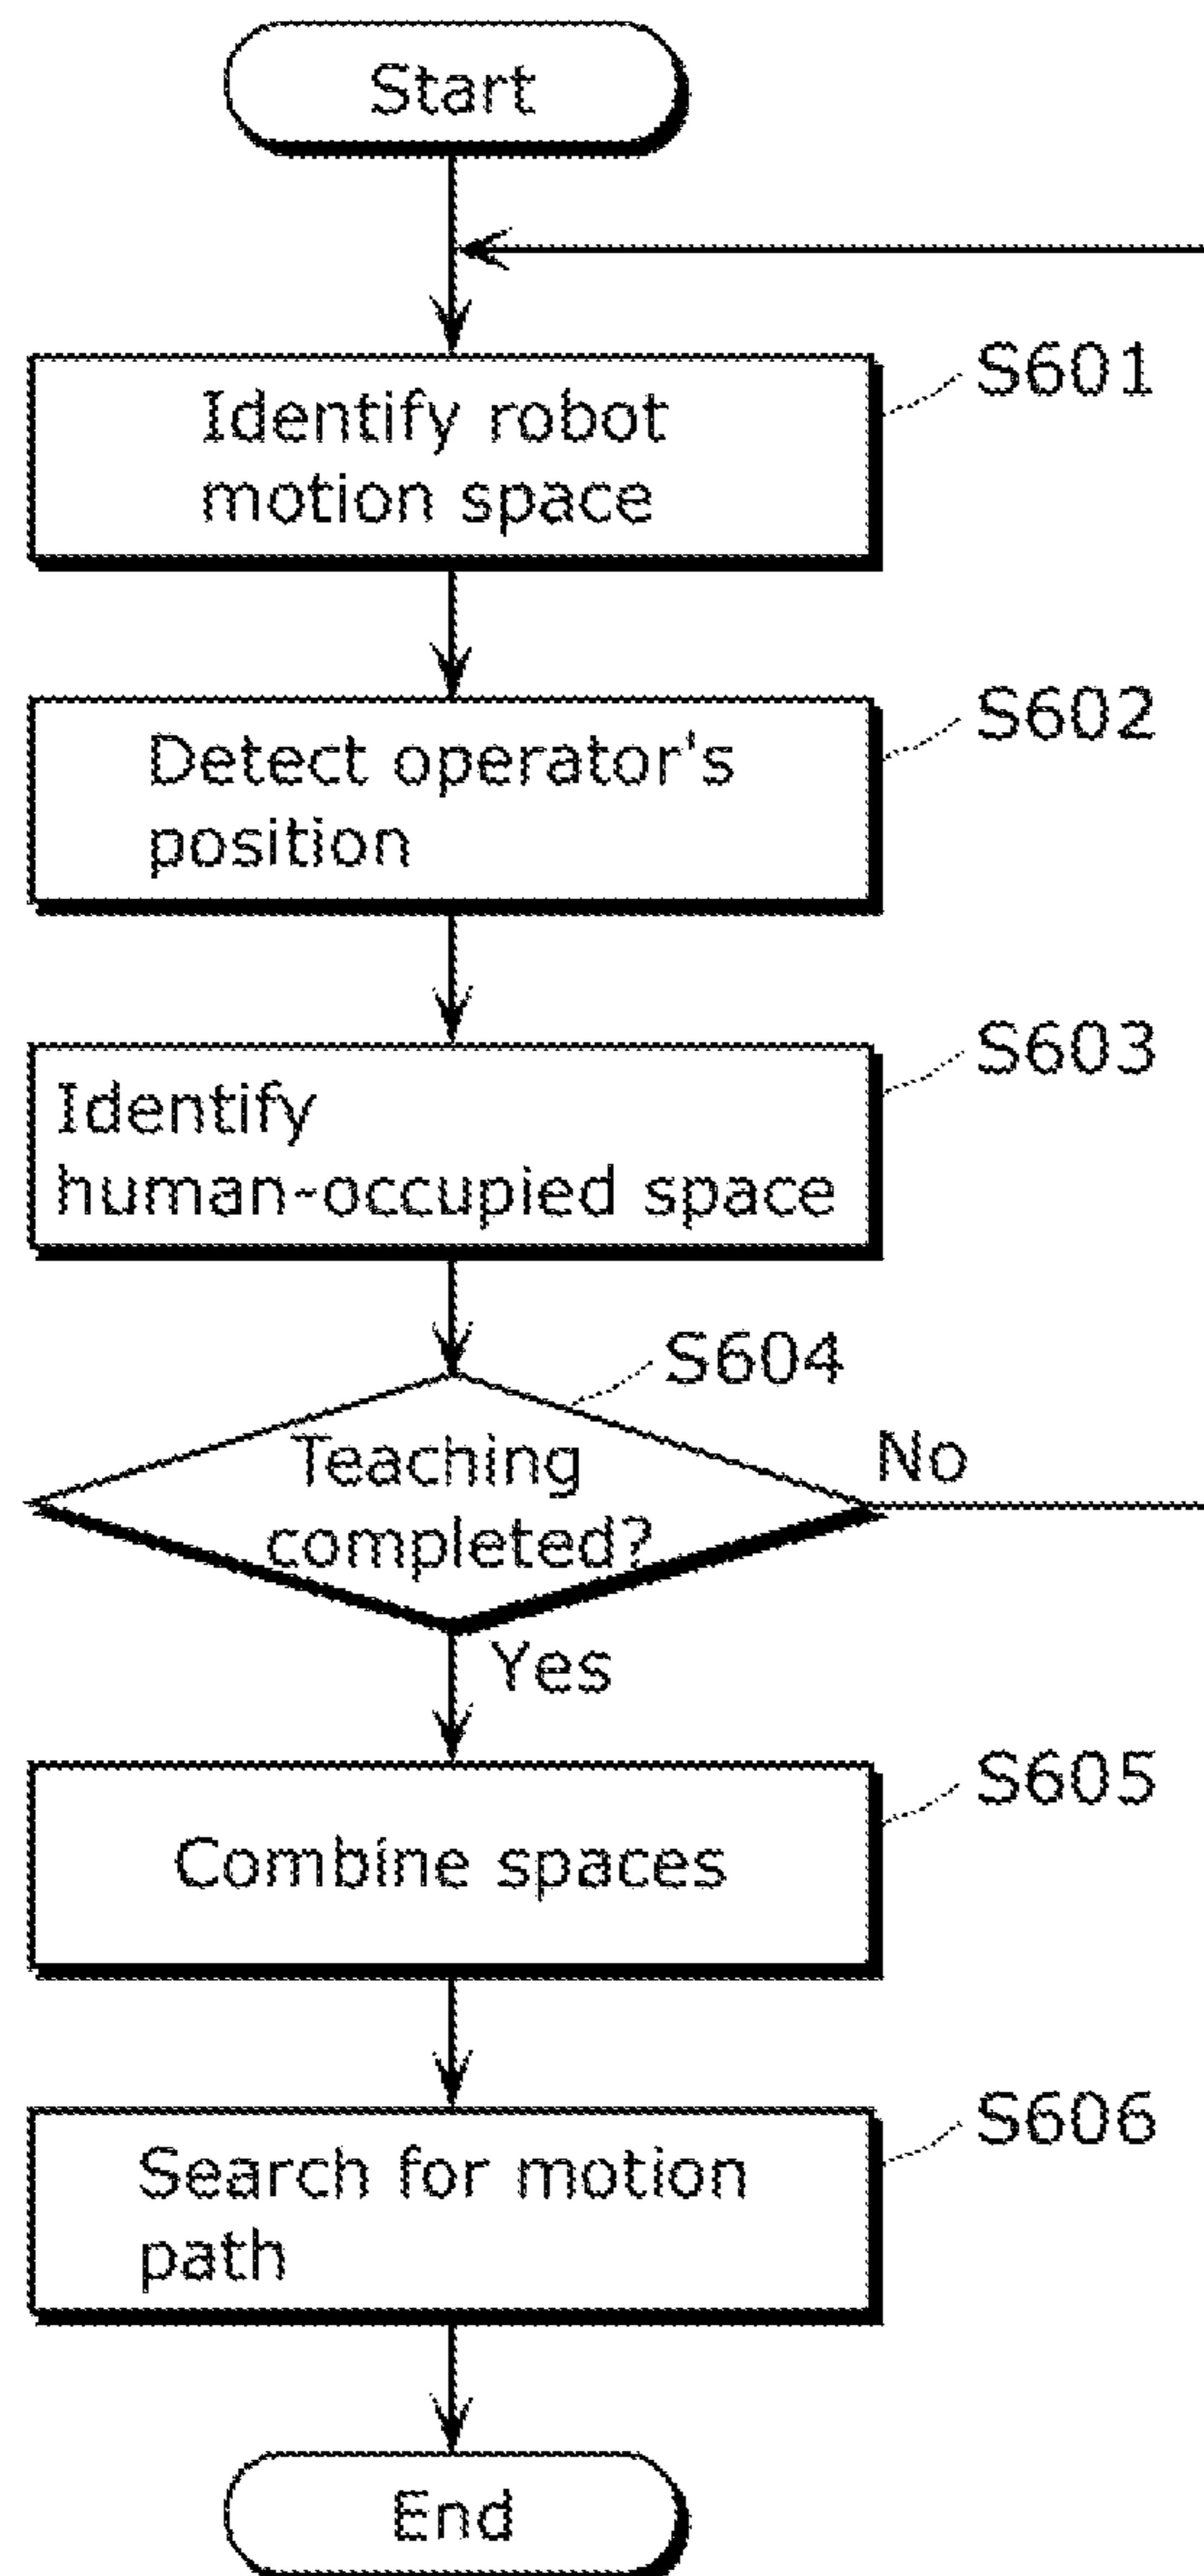 Start
S601
Identify robot
motion space
S602
Detect operator's
position
S603
Identify
human-occupied space
S604
Teaching
completed?
No
Yes
S605
Combine spaces
S606
Search for motion
path
End